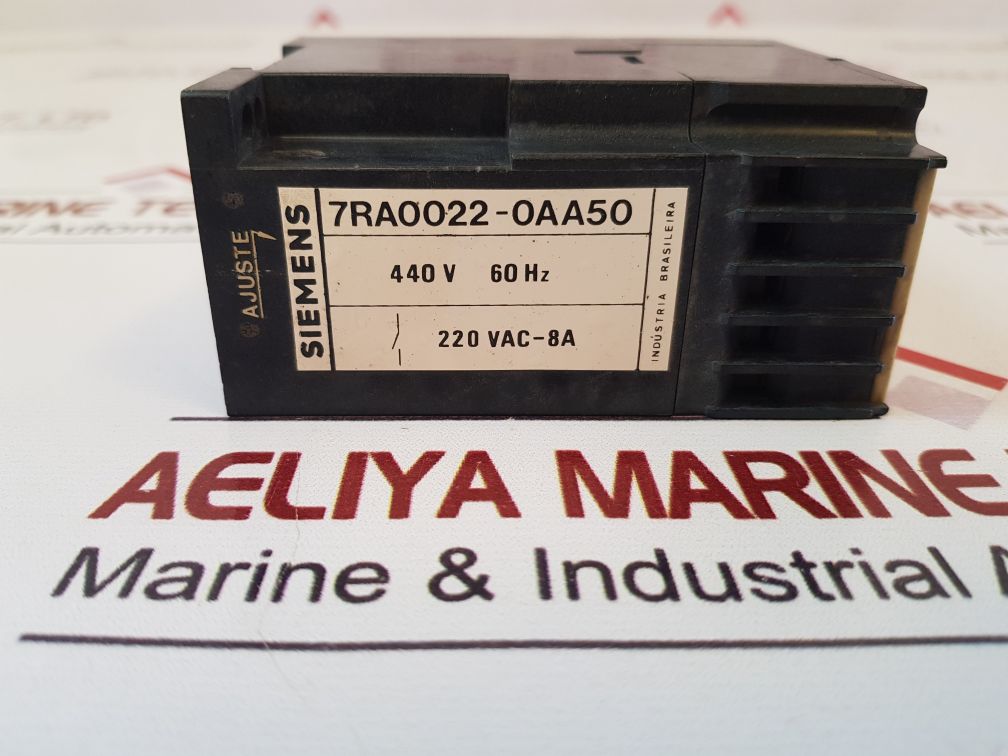 AJUSTE
SIEMENS
7RA0022-0AA50
440 V 60 Hz
220 VAC-8A
INDÚSTRIA BRASILEIRA
AELIYA MARINE
Marine & Industrial